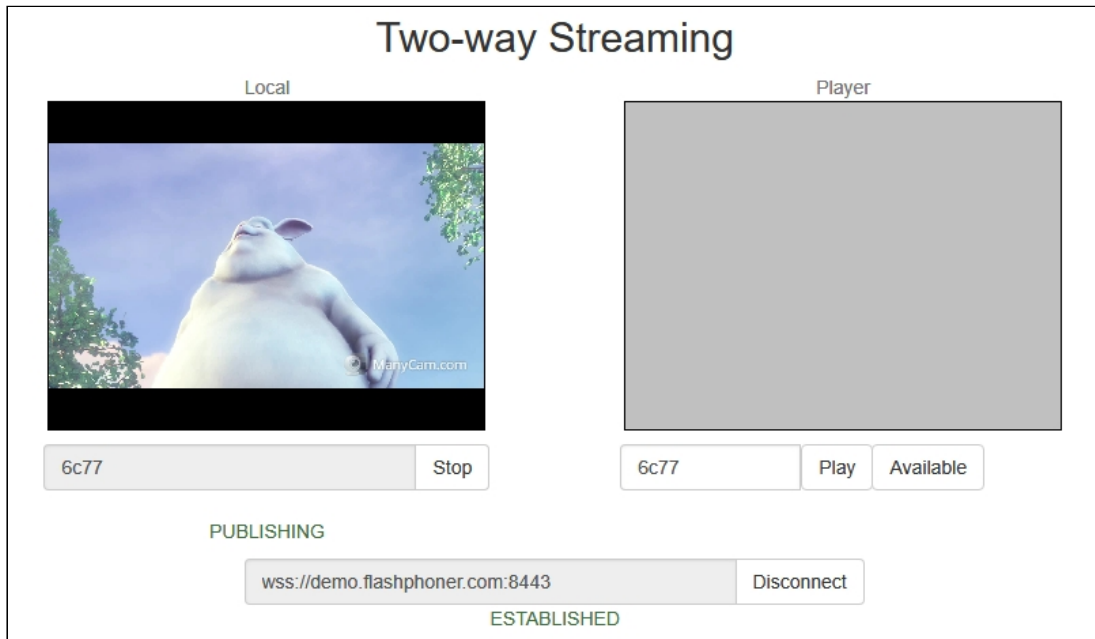 Two-way Streaming
Local
Player
ManyCam.com
6c77
Stop
6c77
Play
Available
PUBLISHING
wss://demo.flashphoner.com:8443
Disconnect
ESTABLISHED